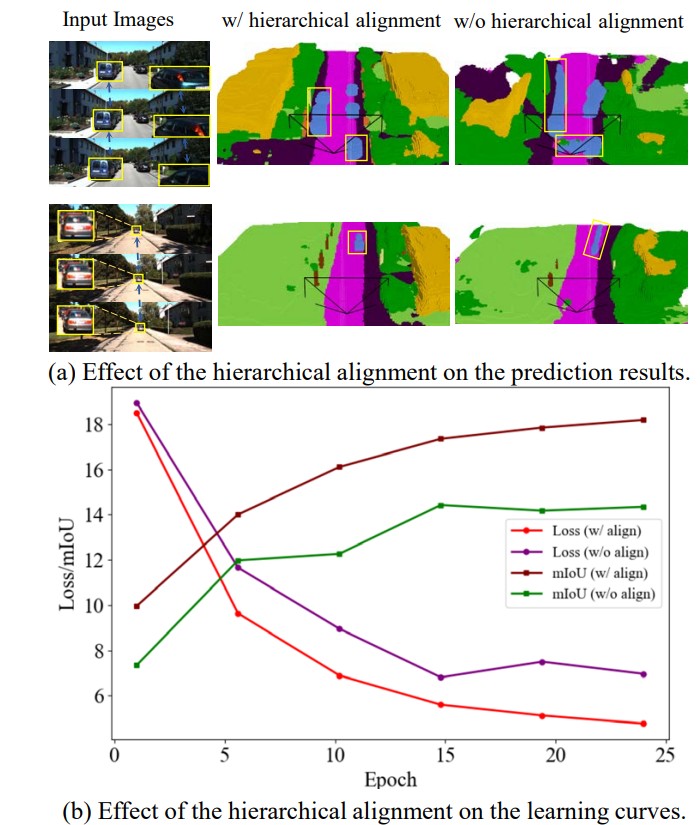 Input Images w/ hierarchical alignment w/o hierarchical alignment
(a) Effect of the hierarchical alignment on the prediction results.
18
16
14
12
10
8
6
Loss/mIoU
Loss (w/ align)
Loss (w/o align)
mIoU (w/ align)
mIoU (w/o align)
0 5 10 15 20 25
Epoch
(b) Effect of the hierarchical alignment on the learning curves.